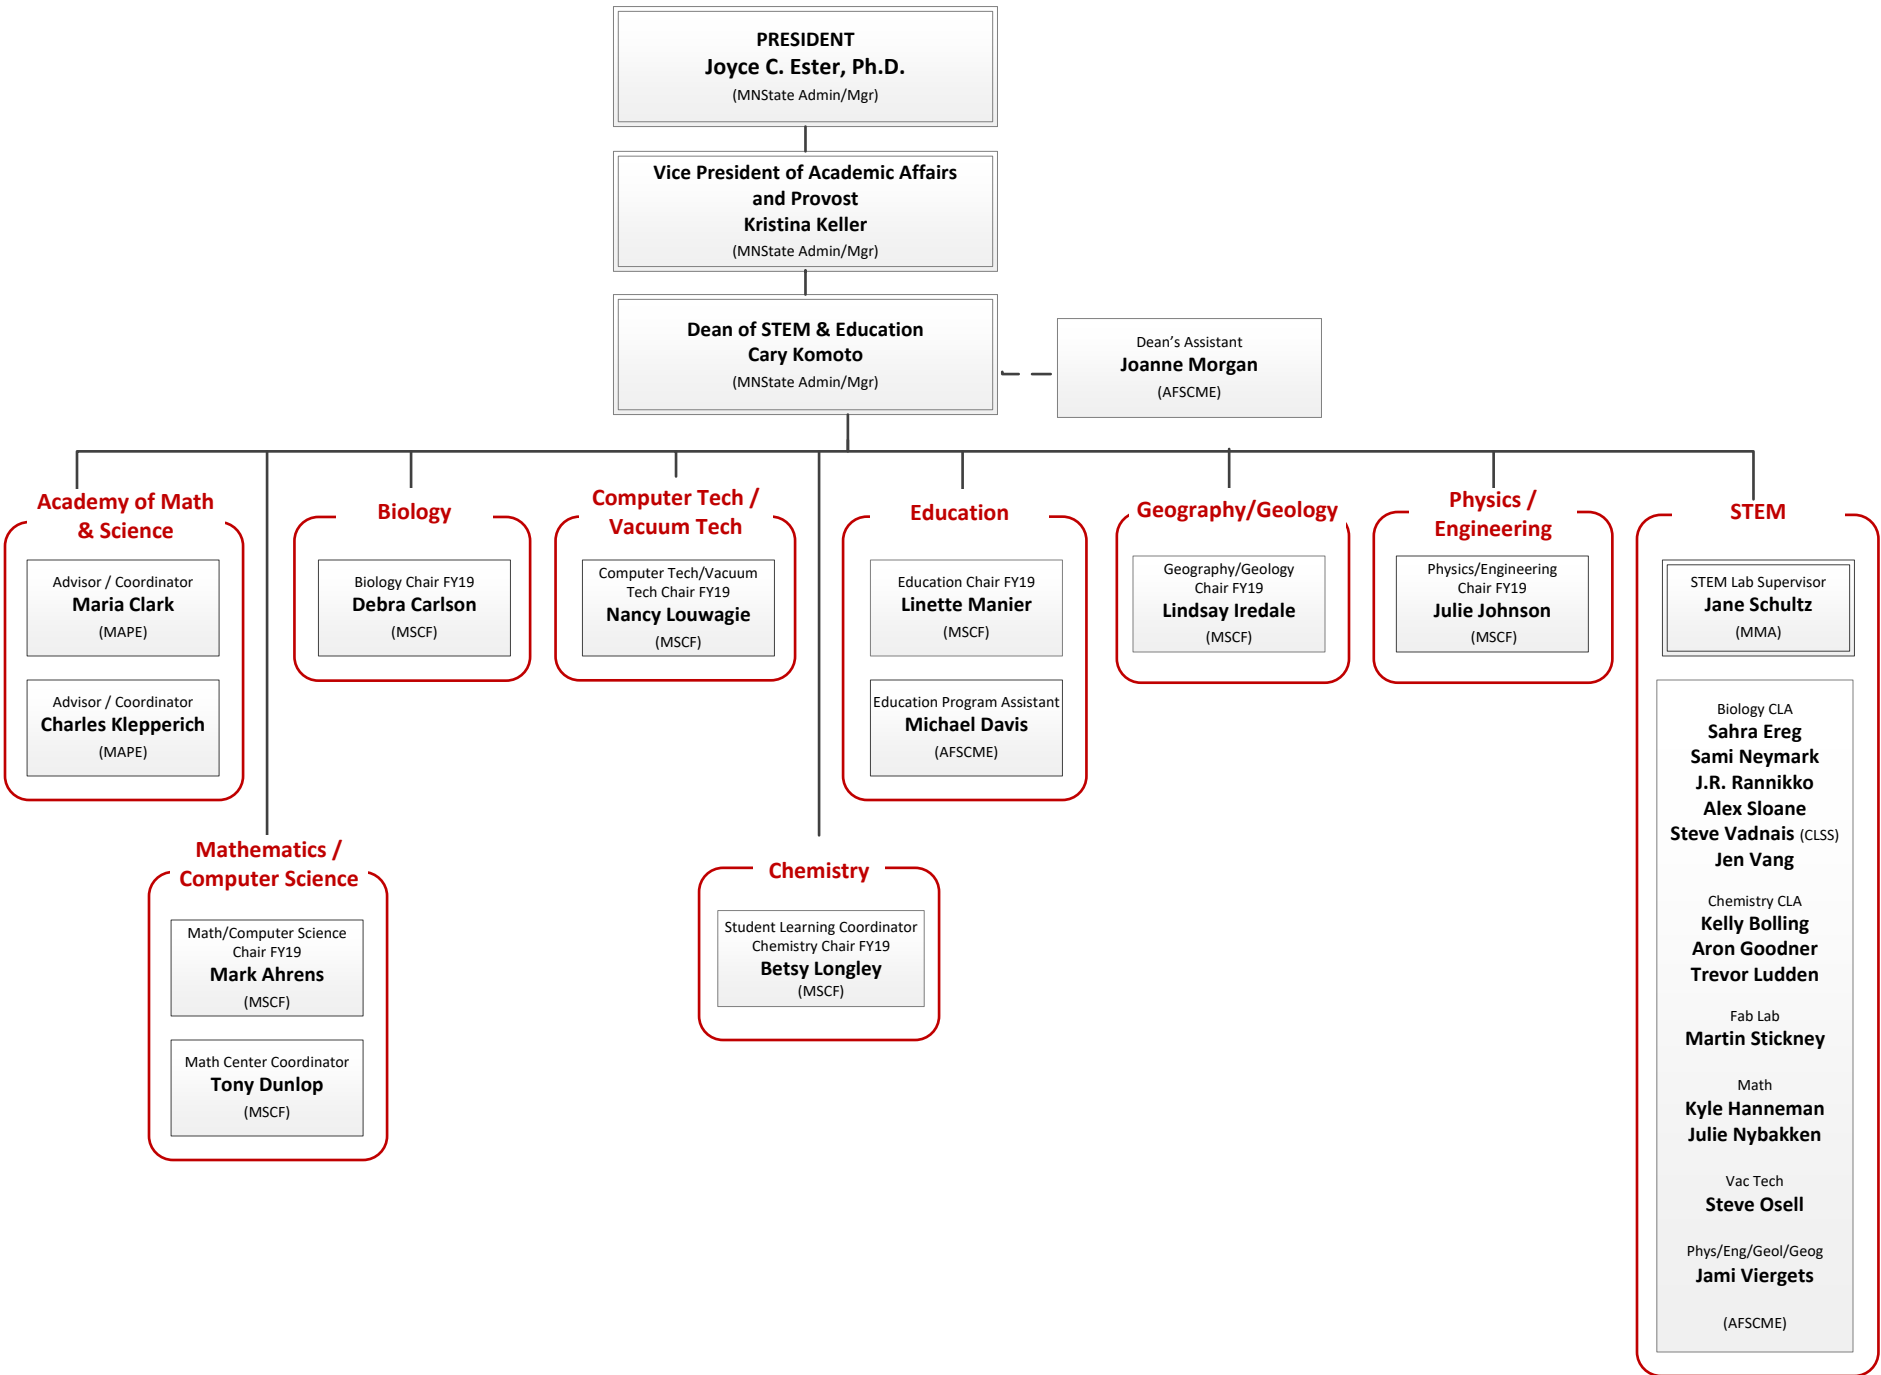 PRESIDENT
Joyce C. Ester, Ph.D.
(MNState Admin/Mgr)
Vice President of Academic Affairs
and Provost
Kristina Keller
(MNState Admin/Mgr)
Dean of STEM & Education
Cary Komoto
(MNState Admin/Mgr)
Dean’s Assistant
Joanne Morgan
(AFSCME)
Academy of Math
& Science
Advisor / Coordinator
Maria Clark
(MAPE)
Advisor / Coordinator
Charles Klepperich
(MAPE)
Mathematics /
Computer Science
Math/Computer Science
Chair FY19
Mark Ahrens
(MSCF)
Math Center Coordinator
Tony Dunlop
(MSCF)
Biology
Biology Chair FY19
Debra Carlson
(MSCF)
Computer Tech /
Vacuum Tech
Computer Tech/Vacuum
Tech Chair FY19
Nancy Louwagie
(MSCF)
Chemistry
Student Learning Coordinator
Chemistry Chair FY19
Betsy Longley
(MSCF)
Education
Education Chair FY19
Linette Manier
(MSCF)
Education Program Assistant
Michael Davis
(AFSCME)
Geography/Geology
Geography/Geology
Chair FY19
Lindsay Iredale
(MSCF)
Physics /
Engineering
Physics/Engineering
Chair FY19
Julie Johnson
(MSCF)
STEM
STEM Lab Supervisor
Jane Schultz
(MMA)
Biology CLA
Sahra Ereg
Sami Neymark
J.R. Rannikko
Alex Sloane
Steve Vadnais (CLSS)
Jen Vang
Chemistry CLA
Kelly Bolling
Aron Goodner
Trevor Ludden
Fab Lab
Martin Stickney
Math
Kyle Hanneman
Julie Nybakken
Vac Tech
Steve Osell
Phys/Eng/Geol/Geog
Jami Viergets
(AFSCME)